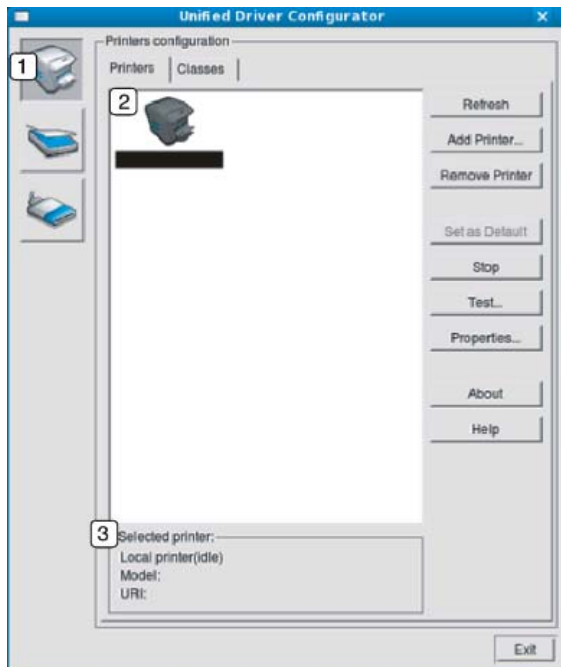 Unified Driver Configurator
1
Printers configuration
Printers
Classes
2
Refresh
Add Printer...
Remove Printer
Set as Default
Stop
Test...
Properties...
About
Help
3
Selected printer:
Local printer(idle)
Model:
URI:
Exit